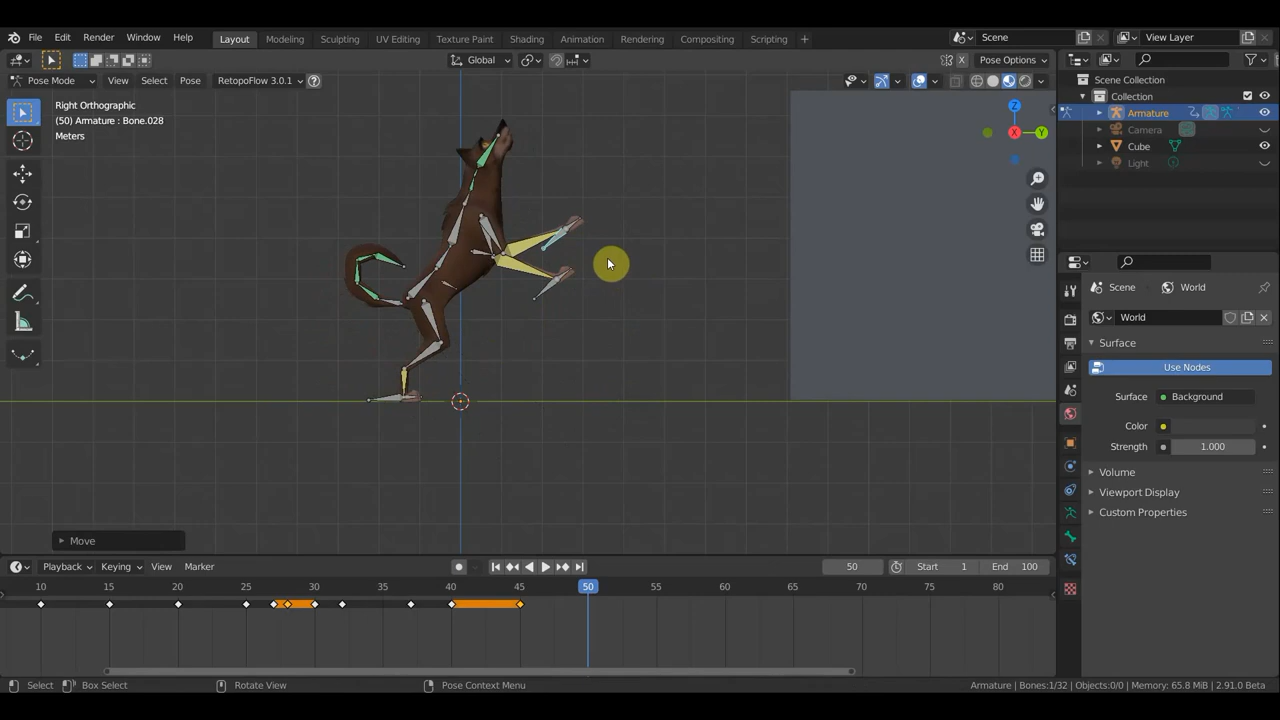 File Edit Render Window Help
Layout Modeling Sculpting UV Editing Texture Paint Shading Animation Rendering Compositing Scripting +
Scene
View Layer
Global
Pose Options
Pose Mode View Select Pose RetopoFlow 3.0.1
Right Orthographic
(50) Armature : Bone.028
Meters
Z
X
Y
Move
Scene Collection
Collection
Armature
Camera
Cube
Light
Scene World
World
Surface
Use Nodes
Surface Background
Color
Strength 1.000
Volume
Viewport Display
Custom Properties
Playback Keying View Marker
50 Start 1 End 100
10 15 20 25 30 35 40 45 50 55 60 65 70 75 80
Select Box Select Rotate View Pose Context Menu
Armature | Bones:1/32 | Objects:0/0 | Memory: 65.8 MiB | 2.91.0 Beta